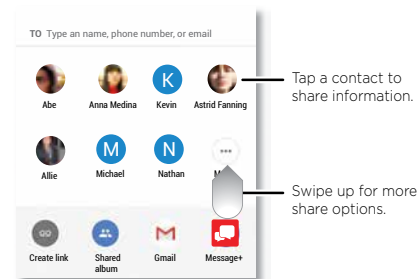 TO Type an name, phone number, or email
K
Abe Anna Medina Kevin Astrid Fanning
Tap a contact to
share information.
M N
Allie Michael Nathan
Swipe up for more
share options.
Create link Shared album Gmail Message+